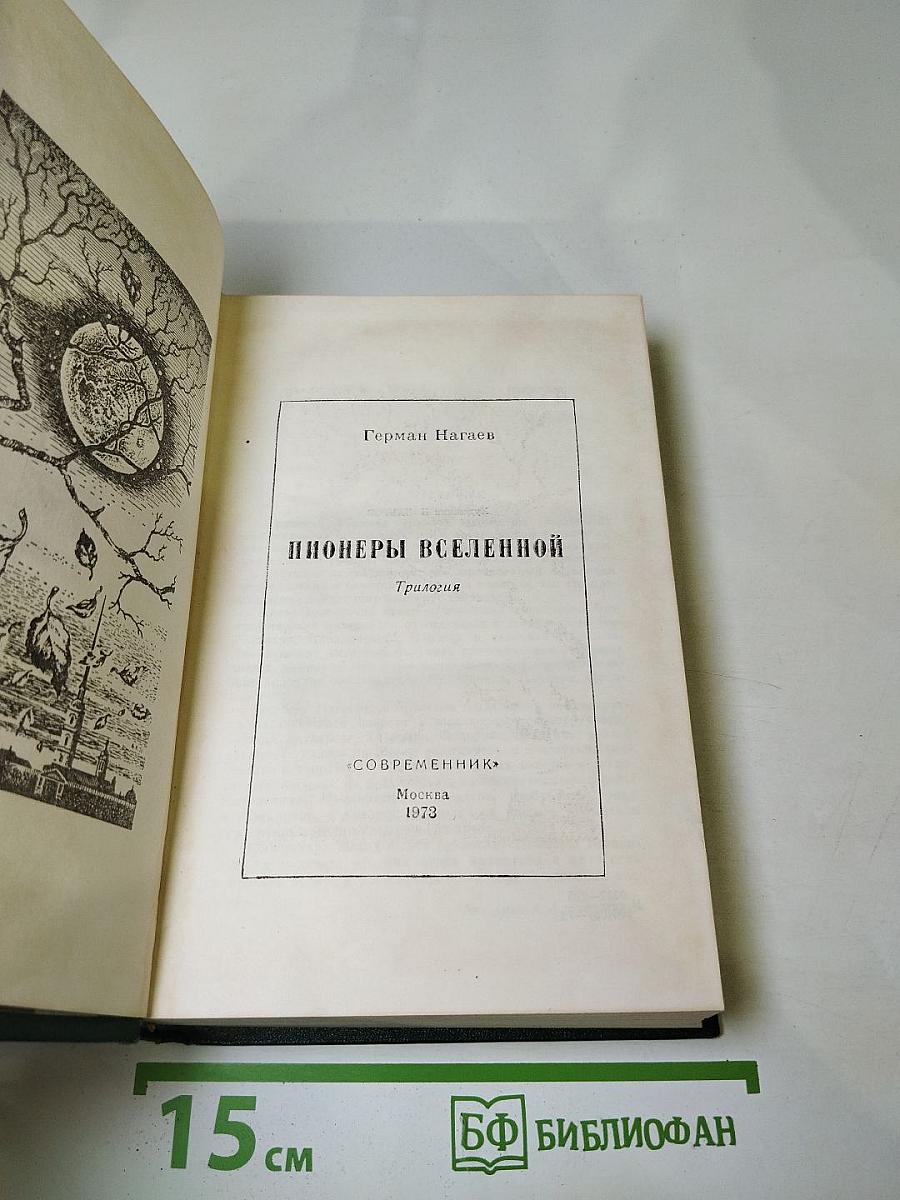 Герман Нагаев
ПИОНЕРЫ ВСЕЛЕННОЙ
Трилогия
«СОВРЕМЕННИК»
Москва
1973
15 см
БФ БИБЛИОФАН